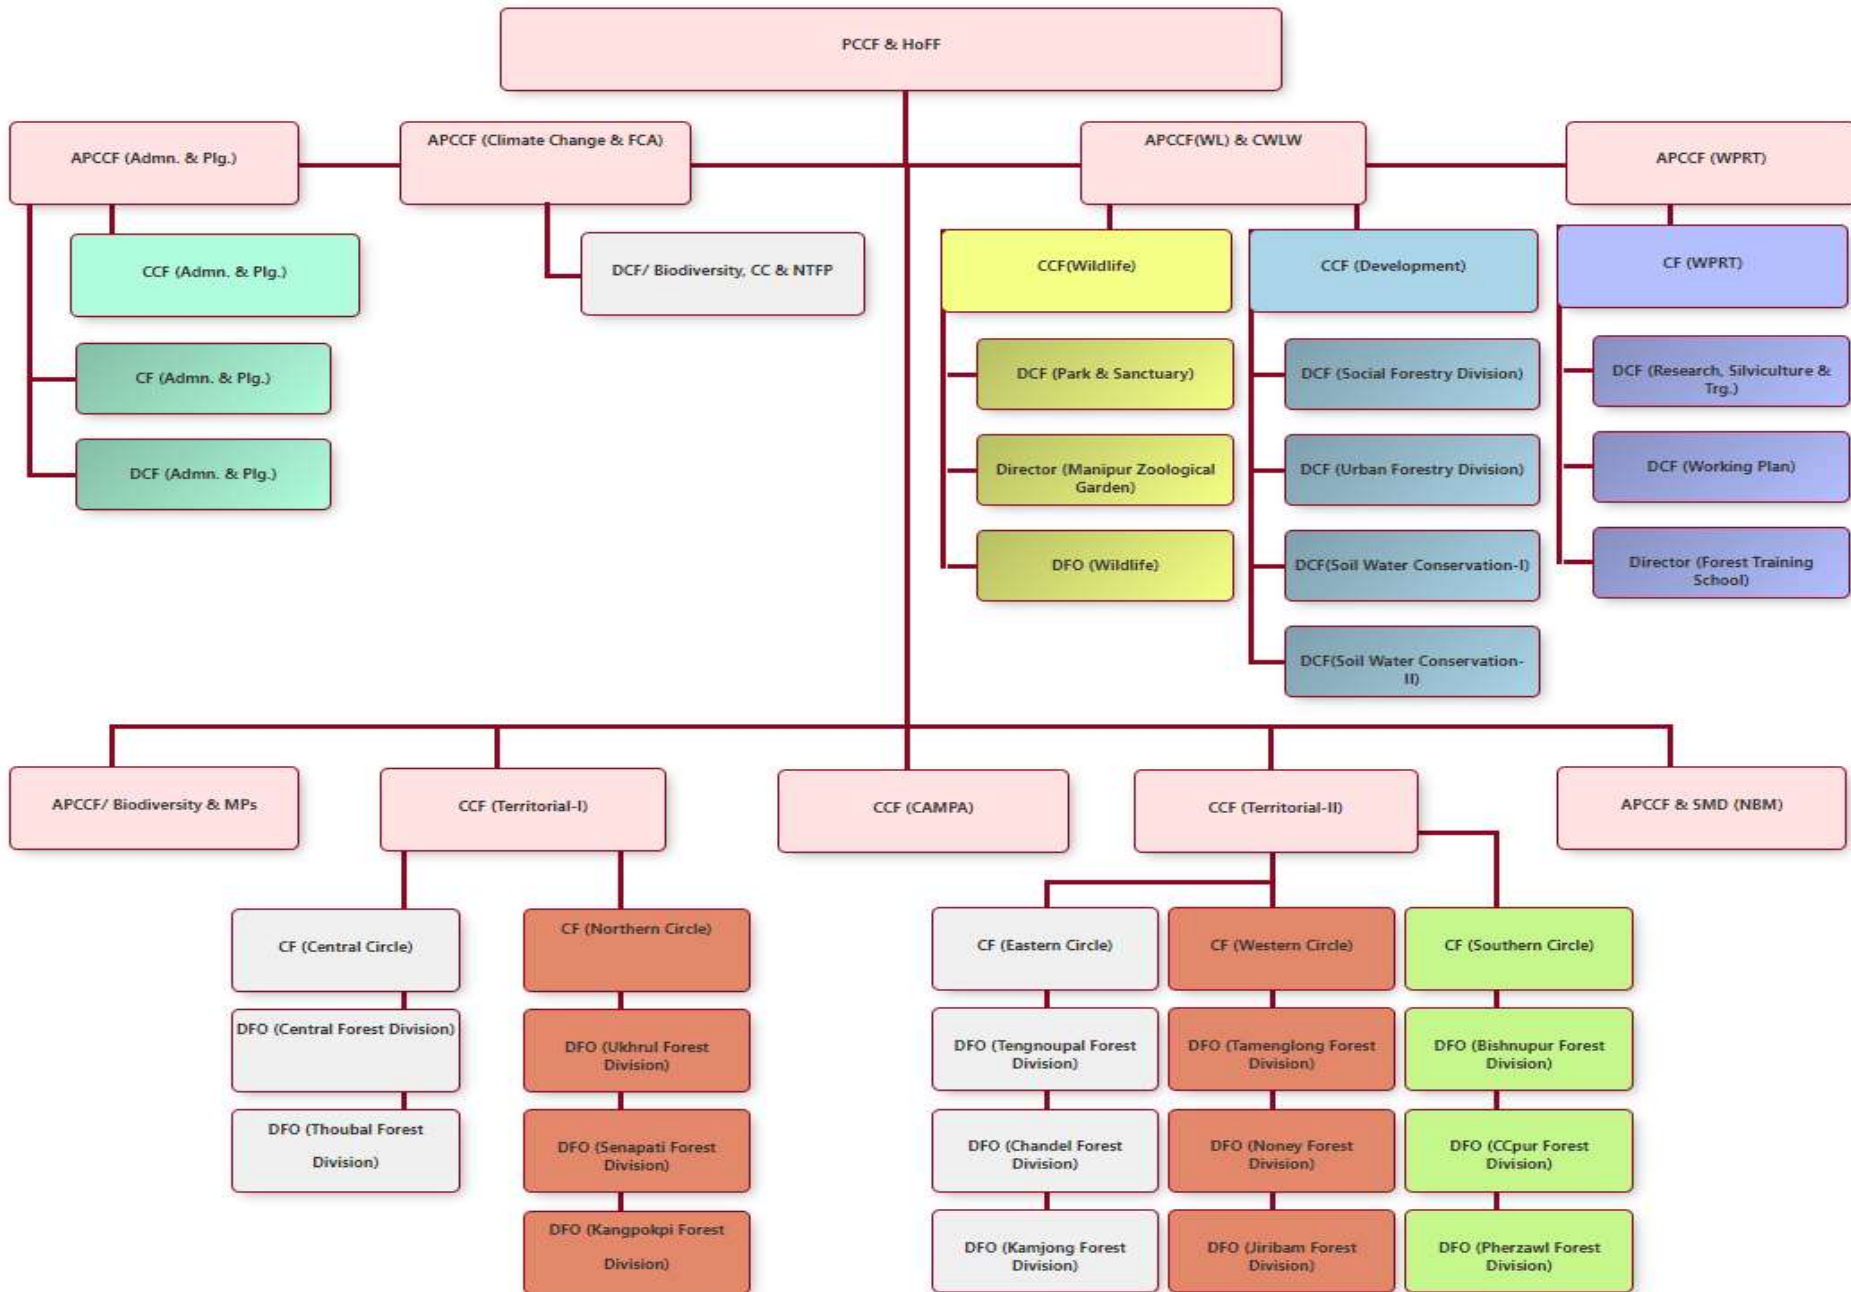 PCCF & HoFF
APCCF (Admn. & Plg.)
APCCF (Climate Change & FCA)
APCCF(WL) & CWLW
APCCF (WPRT)
CCF (Admn. & Plg.)
CF (Admn. & Plg.)
DCF (Admn. & Plg.)
DCF/ Biodiversity, CC & NTFP
CCF(Wildlife)
DCF (Park & Sanctuary)
Director (Manipur Zoological
Garden)
DFO (Wildlife)
CCF (Development)
DCF (Social Forestry Division)
DCF (Urban Forestry Division)
DCF(Soil Water Conservation-I)
DCF(Soil Water Conservation-
II)
CF (WPRT)
DCF (Research, Silviculture &
Trg.)
DCF (Working Plan)
Director (Forest Training
School)
APCCF/ Biodiversity & MPs
CCF (Territorial-I)
CCF (CAMPA)
CCF (Territorial-II)
APCCF & SMD (NBM)
CF (Central Circle)
DFO (Central Forest Division)
DFO (Thoubal Forest
Division)
CF (Northern Circle)
DFO (Ukhrul Forest
Division)
DFO (Senapati Forest
Division)
DFO (Kangpokpi Forest
Division)
CF (Eastern Circle)
DFO (Tengnoupal Forest
Division)
DFO (Chandel Forest
Division)
DFO (Kamjong Forest
Division)
CF (Western Circle)
DFO (Tamenglong Forest
Division)
DFO (Noney Forest
Division)
DFO (Jiribam Forest
Division)
CF (Southern Circle)
DFO (Bishnupur Forest
Division)
DFO (CCpur Forest
Division)
DFO (Pherzawl Forest
Division)